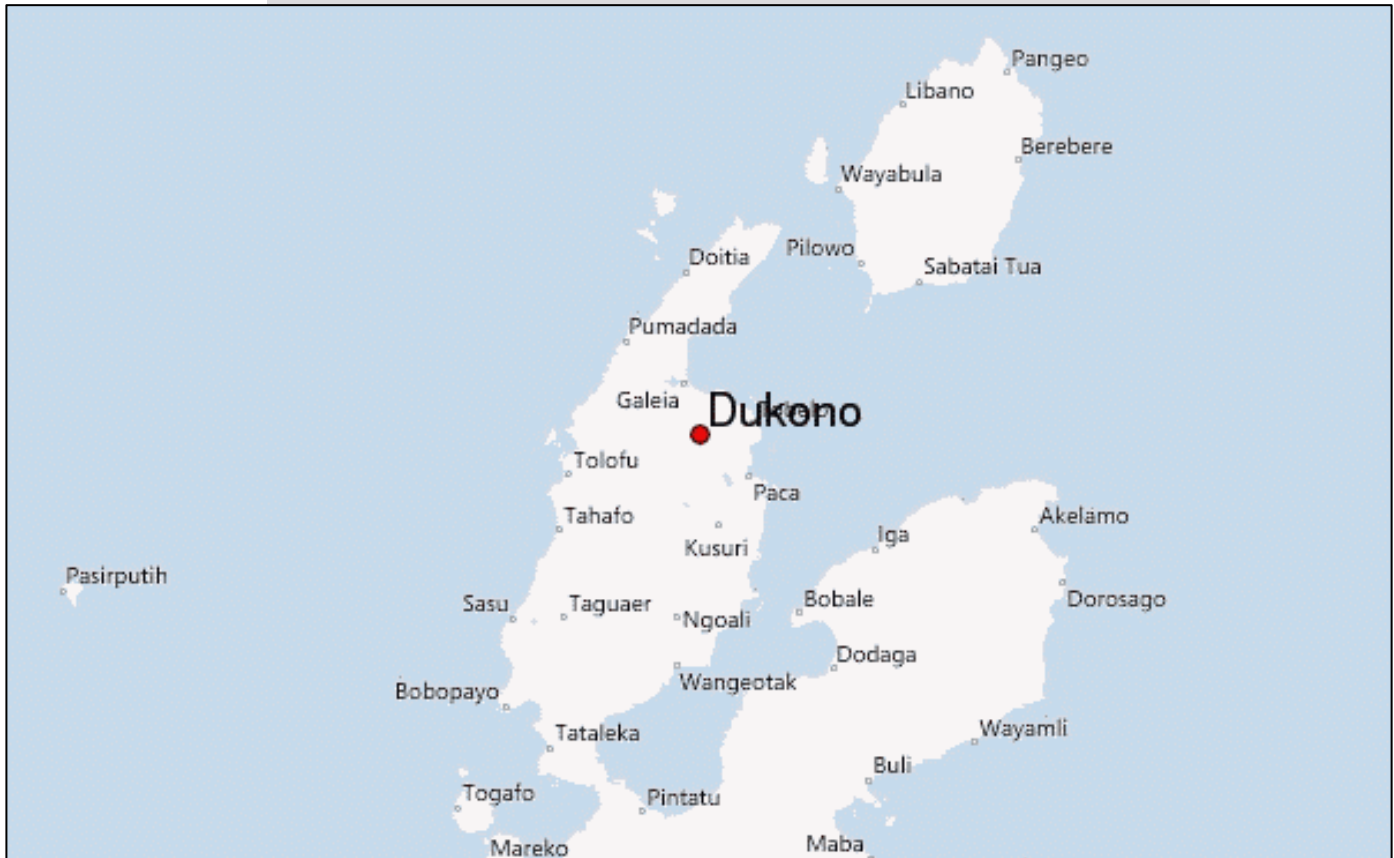 Pangeo
Libano
Berebere
Wayabula
Pilowo
Doitia
Sabatai Tua
Pumadada
Galeia
Dukono
Tolofu
Paca
Tahafo
Akelamo
Iga
Kusuri
Pasirputih
Sasu
Taguaer
Bobale
Dorosago
Ngoali
Dodaga
Wangeotak
Bobopayo
Wayamli
Tataleka
Buli
Togafo
Pintatu
Mareko
Maba